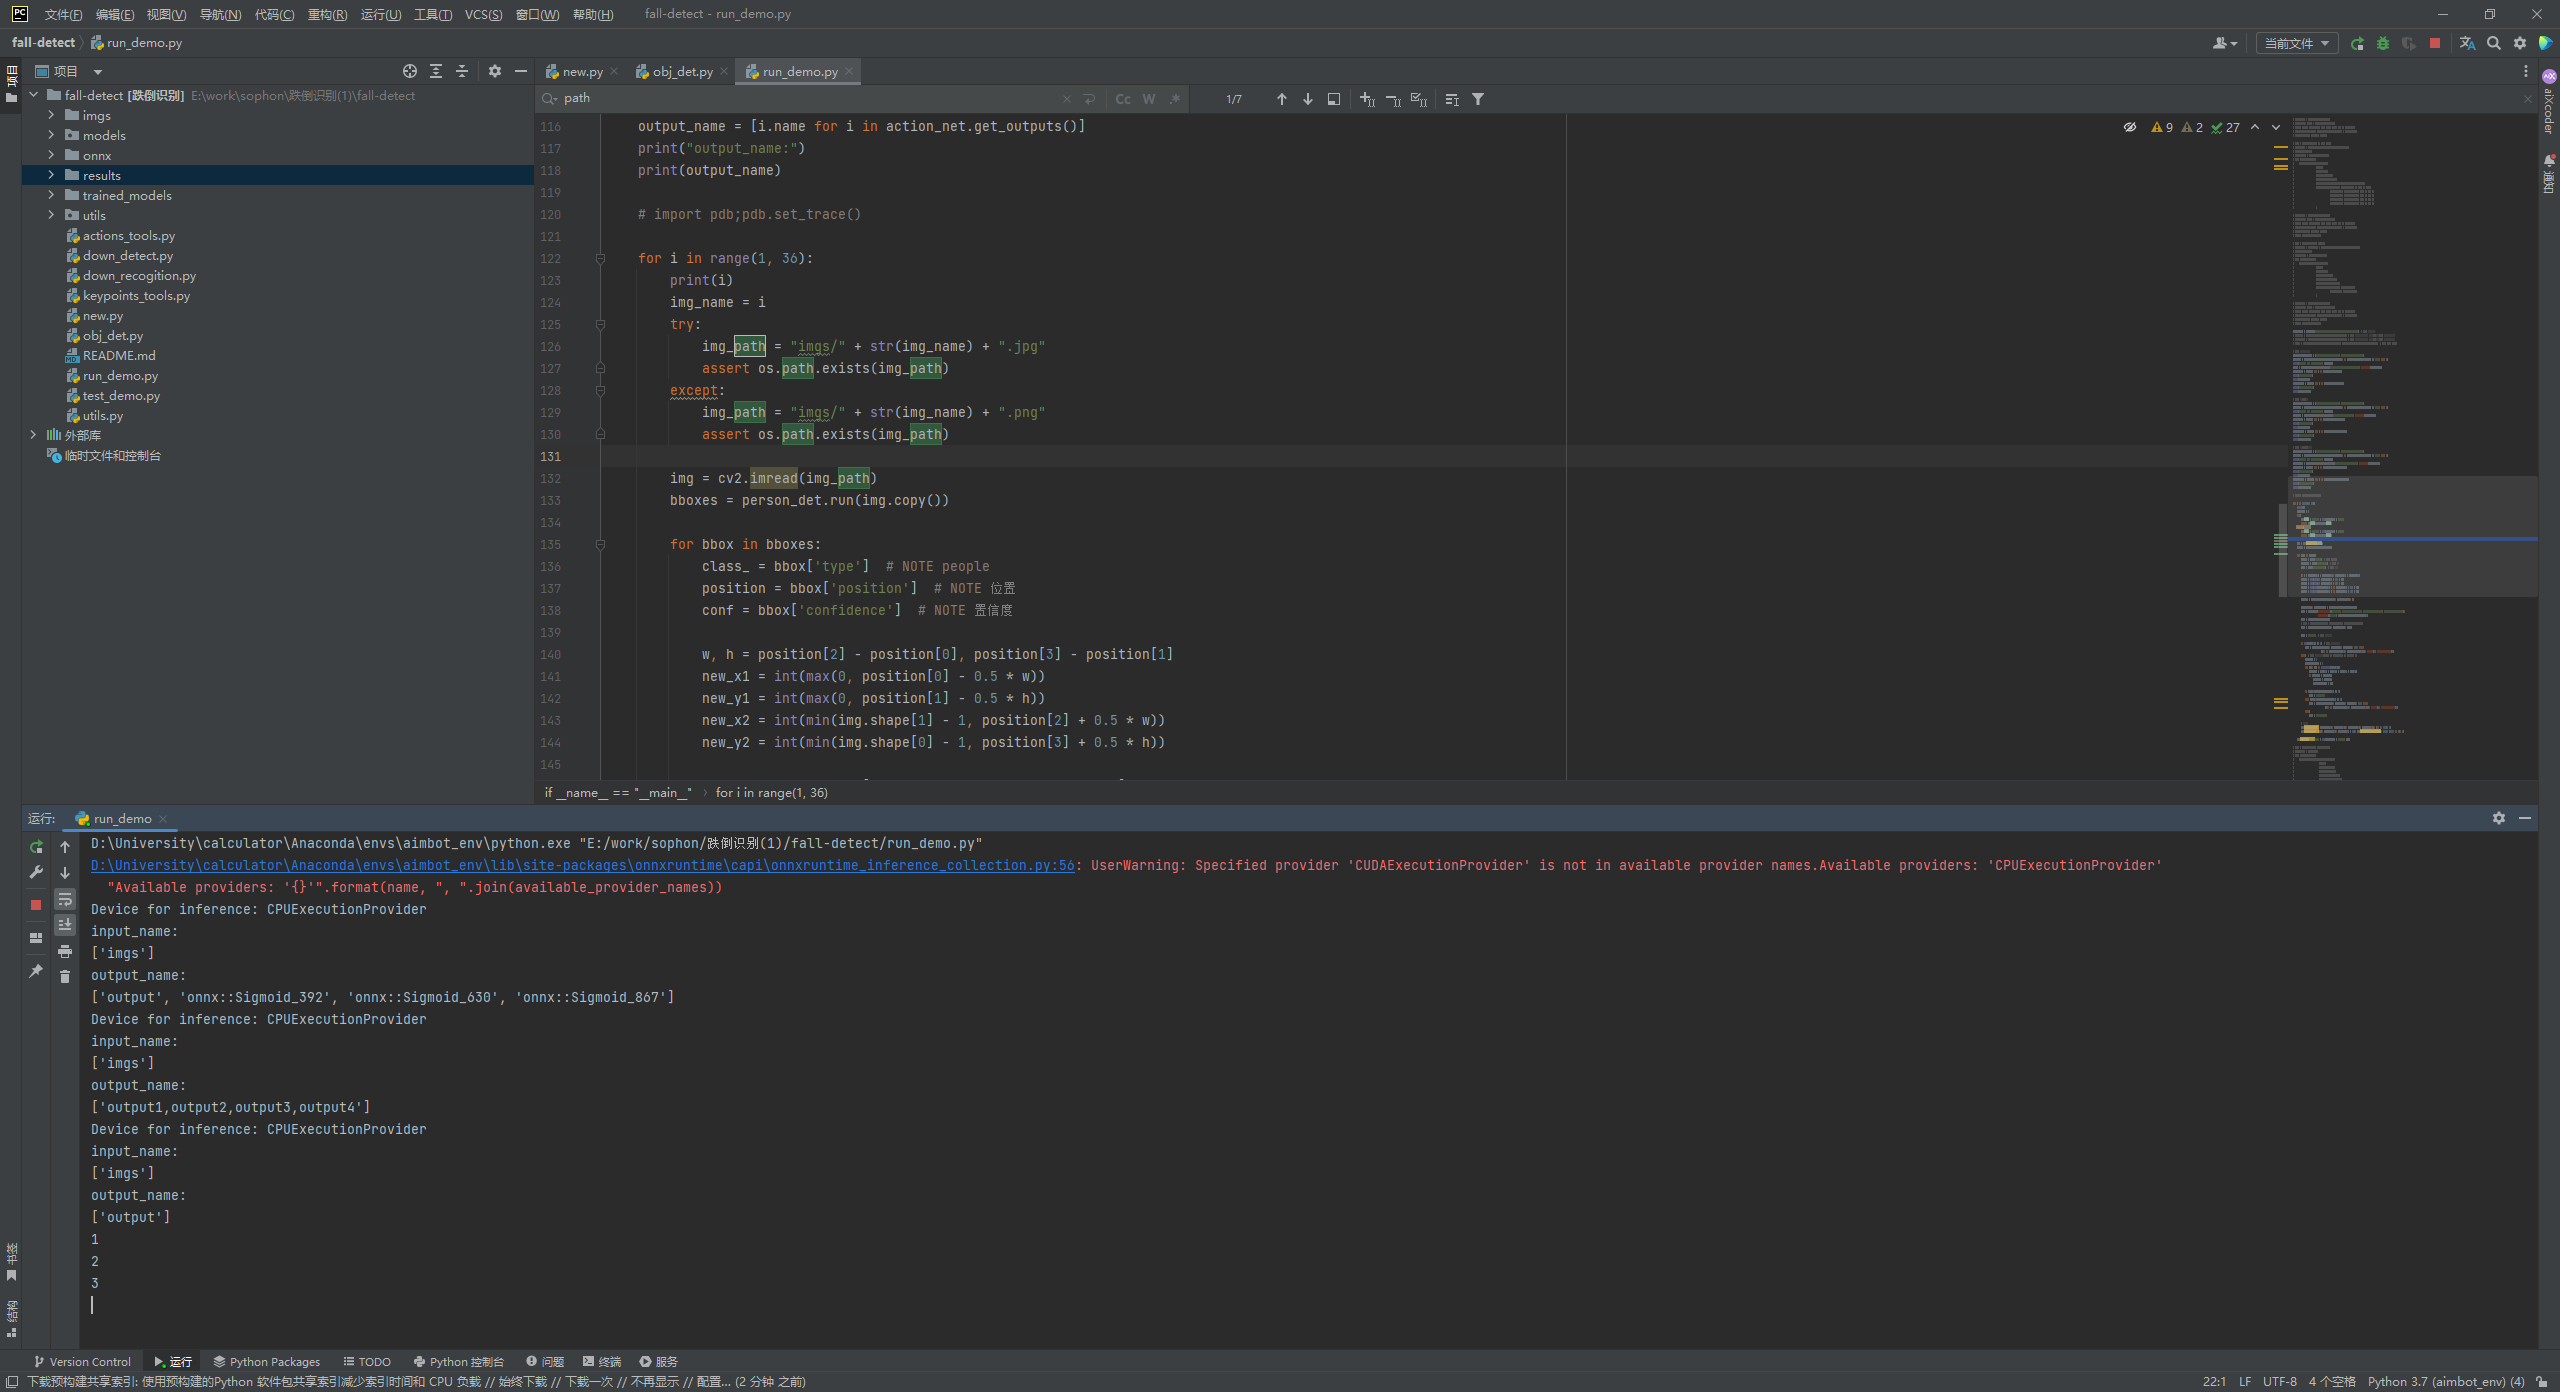 PC 文件(F) 编辑(E) 视图(V) 导航(N) 代码(C) 重构(R) 运行(U) 工具(T) VCS(S) 窗口(W) 帮助(H) fall-detect - run_demo.py
fall-detect run_demo.py 当前文件
项目 new.py obj_det.py run_demo.py
项目
fall-detect [跌倒识别] E:\work\sophon\跌倒识别(1)\fall-detect
imgs
models
onnx
results
trained_models
utils
actions_tools.py
down_detect.py
down_recogition.py
keypoints_tools.py
new.py
obj_det.py
README.md
run_demo.py
test_demo.py
utils.py
外部库
临时文件和控制台
path Cc W .* 1/7
9 2 27
aiXcoder
通知
116 output_name = [i.name for i in action_net.get_outputs()]
117 print("output_name:")
118 print(output_name)
119
120 # import pdb;pdb.set_trace()
121
122 for i in range(1, 36):
123 print(i)
124 img_name = i
125 try:
126 img_path = "imgs/" + str(img_name) + ".jpg"
127 assert os.path.exists(img_path)
128 except:
129 img_path = "imgs/" + str(img_name) + ".png"
130 assert os.path.exists(img_path)
131
132 img = cv2.imread(img_path)
133 bboxes = person_det.run(img.copy())
134
135 for bbox in bboxes:
136 class_ = bbox['type']  # NOTE people
137 position = bbox['position']  # NOTE 位置
138 conf = bbox['confidence']  # NOTE 置信度
139
140 w, h = position[2] - position[0], position[3] - position[1]
141 new_x1 = int(max(0, position[0] - 0.5 * w))
142 new_y1 = int(max(0, position[1] - 0.5 * h))
143 new_x2 = int(min(img.shape[1] - 1, position[2] + 0.5 * w))
144 new_y2 = int(min(img.shape[0] - 1, position[3] + 0.5 * h))
145
if __name__ == "__main__" for i in range(1, 36)
运行: run_demo
D:\University\calculator\Anaconda\envs\aimbot_env\python.exe "E:/work/sophon/跌倒识别(1)/fall-detect/run_demo.py"
D:\University\calculator\Anaconda\envs\aimbot_env\lib\site-packages\onnxruntime\capi\onnxruntime_inference_collection.py:56: UserWarning: Specified provider 'CUDAExecutionProvider' is not in available provider names.Available providers: 'CPUExecutionProvider'
"Available providers: '{}'".format(name, ", ".join(available_provider_names))
Device for inference: CPUExecutionProvider
input_name:
['imgs']
output_name:
['output', 'onnx::Sigmoid_392', 'onnx::Sigmoid_630', 'onnx::Sigmoid_867']
Device for inference: CPUExecutionProvider
input_name:
['imgs']
output_name:
['output1,output2,output3,output4']
Device for inference: CPUExecutionProvider
input_name:
['imgs']
output_name:
['output']
1
2
3
书签
结构
Version Control 运行 Python Packages TODO Python 控制台 问题 终端 服务
下载预构建共享索引: 使用预构建的Python 软件包共享索引减少索引时间和 CPU 负载 // 始终下载 // 下载一次 // 不再显示 // 配置... (2 分钟 之前) 22:1 LF UTF-8 4 个空格 Python 3.7 (aimbot_env) (4)